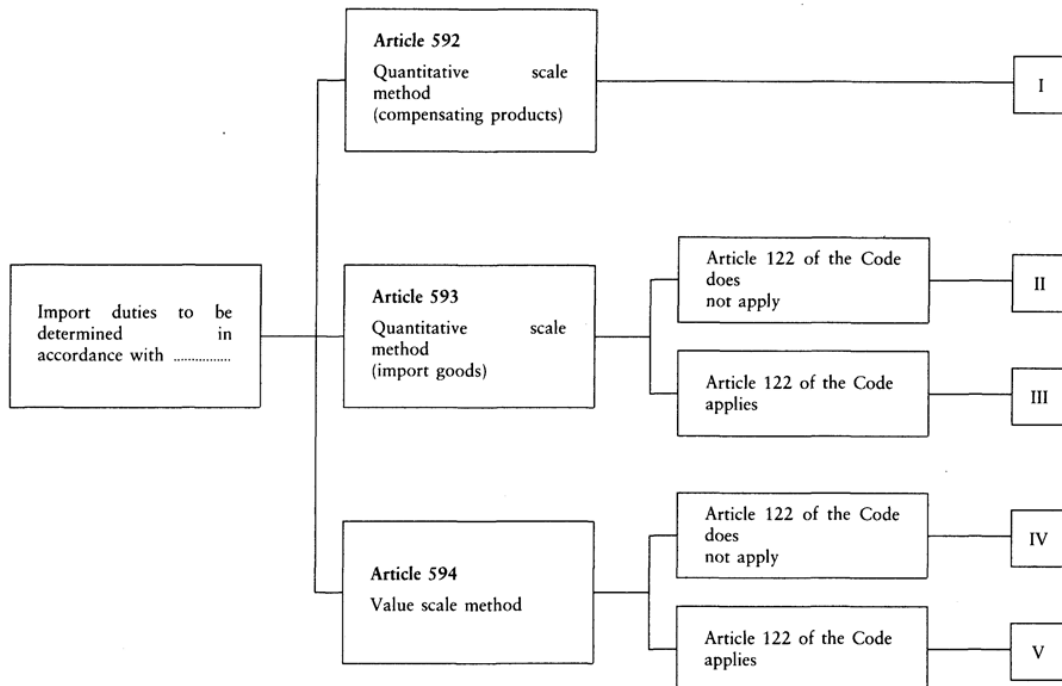 Import duties to be
determined in
accordance with ................
Article 592
Quantitative scale
method
(compensating products)
I
Article 593
Quantitative scale
method
(import goods)
Article 122 of the Code
does
not apply
II
Article 122 of the Code
applies
III
Article 594
Value scale method
Article 122 of the Code
does
not apply
IV
Article 122 of the Code
applies
V